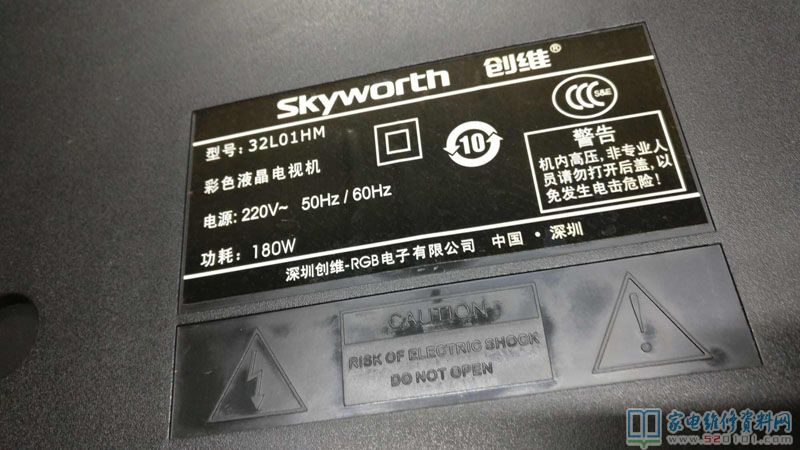 Skyworth 创维®
型号: 32L01HM
彩色液晶电视机
电源: 220V~ 50Hz / 60Hz
功耗: 180W
10
S&E
警告
机内高压, 非专业人
员请勿打开后盖, 以
免发生电击危险!
深圳创维-RGB电子有限公司 中国·深圳
CAUTION
RISK OF ELECTRIC SHOCK
DO NOT OPEN
家电维修资料网
www.520101.com